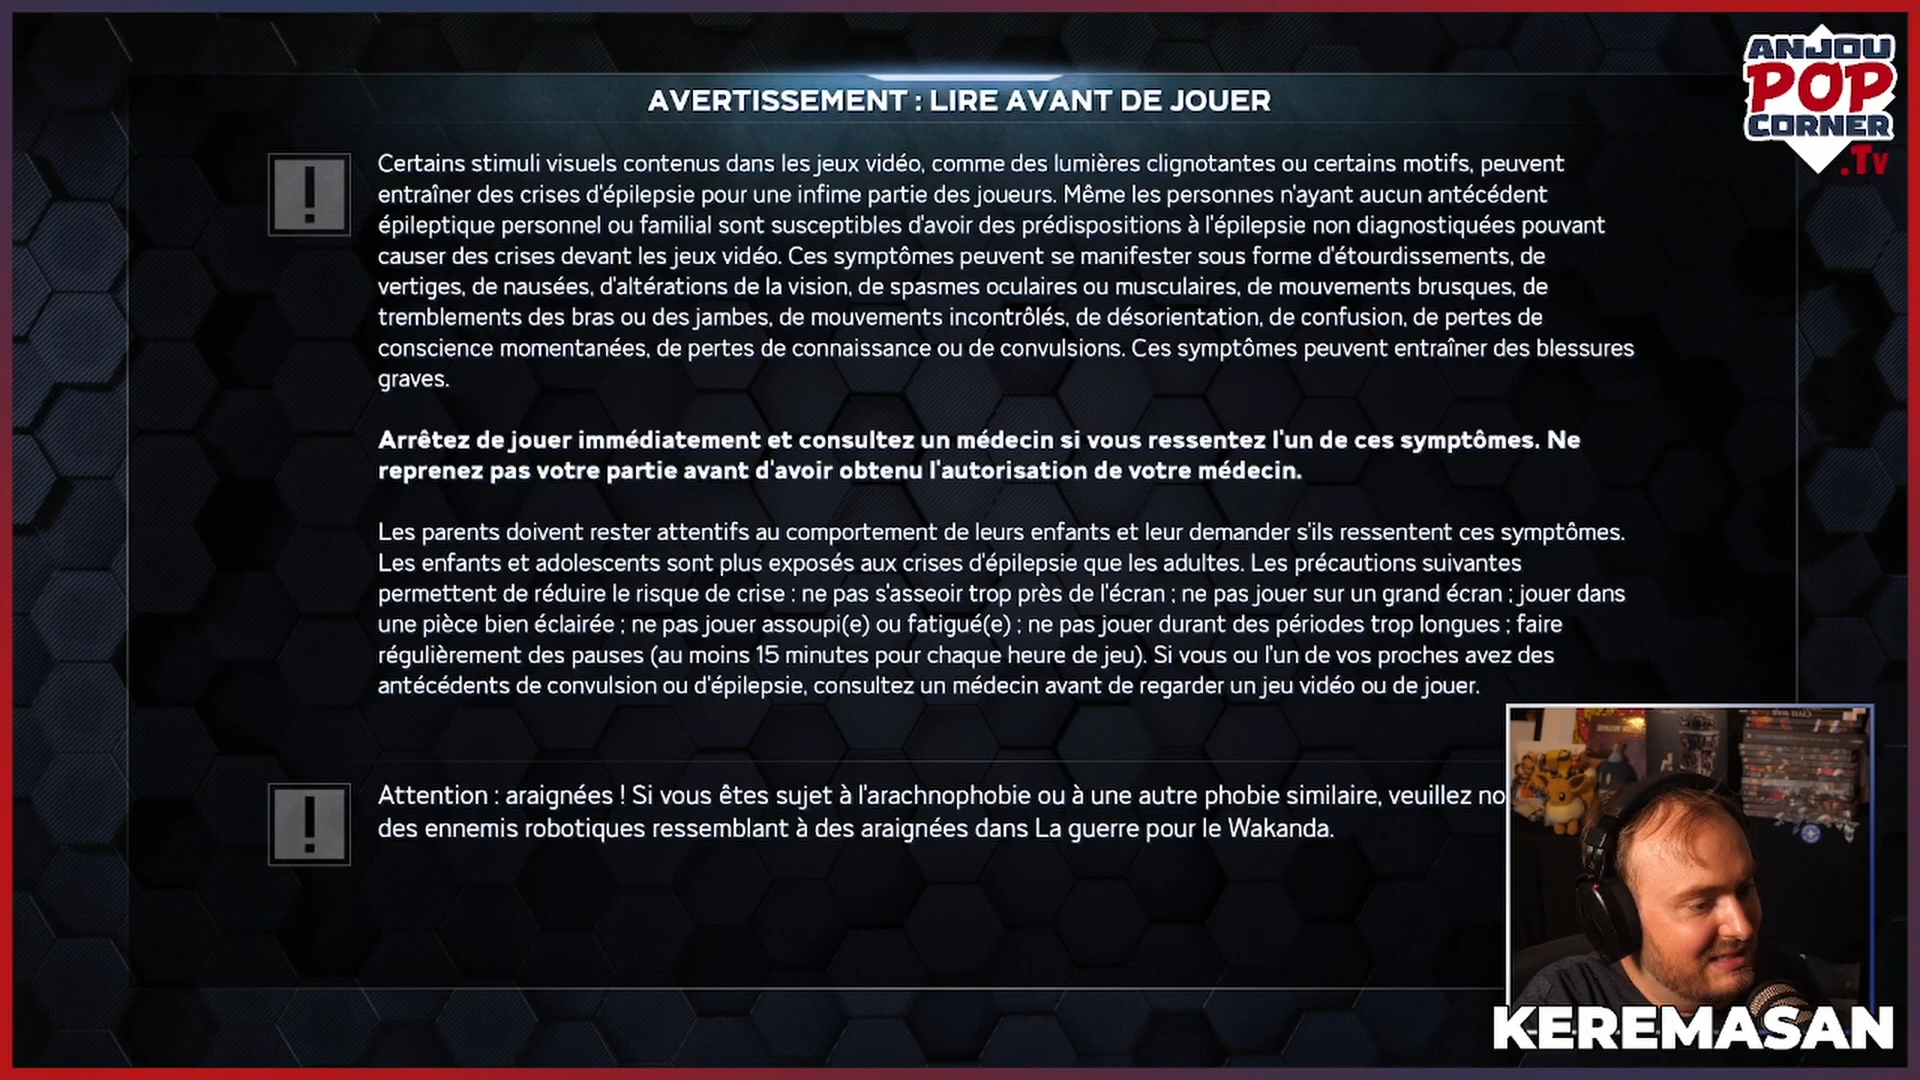 ANJOU
POP
CORNER
.Tv
AVERTISSEMENT : LIRE AVANT DE JOUER
Certains stimuli visuels contenus dans les jeux vidéo, comme des lumières clignotantes ou certains motifs, peuvent
entraîner des crises d'épilepsie pour une infime partie des joueurs. Même les personnes n'ayant aucun antécédent
épileptique personnel ou familial sont susceptibles d'avoir des prédispositions à l'épilepsie non diagnostiquées pouvant
causer des crises devant les jeux vidéo. Ces symptômes peuvent se manifester sous forme d'étourdissements, de
vertiges, de nausées, d'altérations de la vision, de spasmes oculaires ou musculaires, de mouvements brusques, de
tremblements des bras ou des jambes, de mouvements incontrôlés, de désorientation, de confusion, de pertes de
conscience momentanées, de pertes de connaissance ou de convulsions. Ces symptômes peuvent entraîner des blessures
graves.
Arrêtez de jouer immédiatement et consultez un médecin si vous ressentez l'un de ces symptômes. Ne
reprenez pas votre partie avant d'avoir obtenu l'autorisation de votre médecin.
Les parents doivent rester attentifs au comportement de leurs enfants et leur demander s'ils ressentent ces symptômes.
Les enfants et adolescents sont plus exposés aux crises d'épilepsie que les adultes. Les précautions suivantes
permettent de réduire le risque de crise : ne pas s'asseoir trop près de l'écran ; ne pas jouer sur un grand écran ; jouer dans
une pièce bien éclairée ; ne pas jouer assoupi(e) ou fatigué(e) ; ne pas jouer durant des périodes trop longues ; faire
régulièrement des pauses (au moins 15 minutes pour chaque heure de jeu). Si vous ou l'un de vos proches avez des
antécédents de convulsion ou d'épilepsie, consultez un médecin avant de regarder un jeu vidéo ou de jouer.
Attention : araignées ! Si vous êtes sujet à l'arachnophobie ou à une autre phobie similaire, veuillez no
des ennemis robotiques ressemblant à des araignées dans La guerre pour le Wakanda.
KEREMASAN